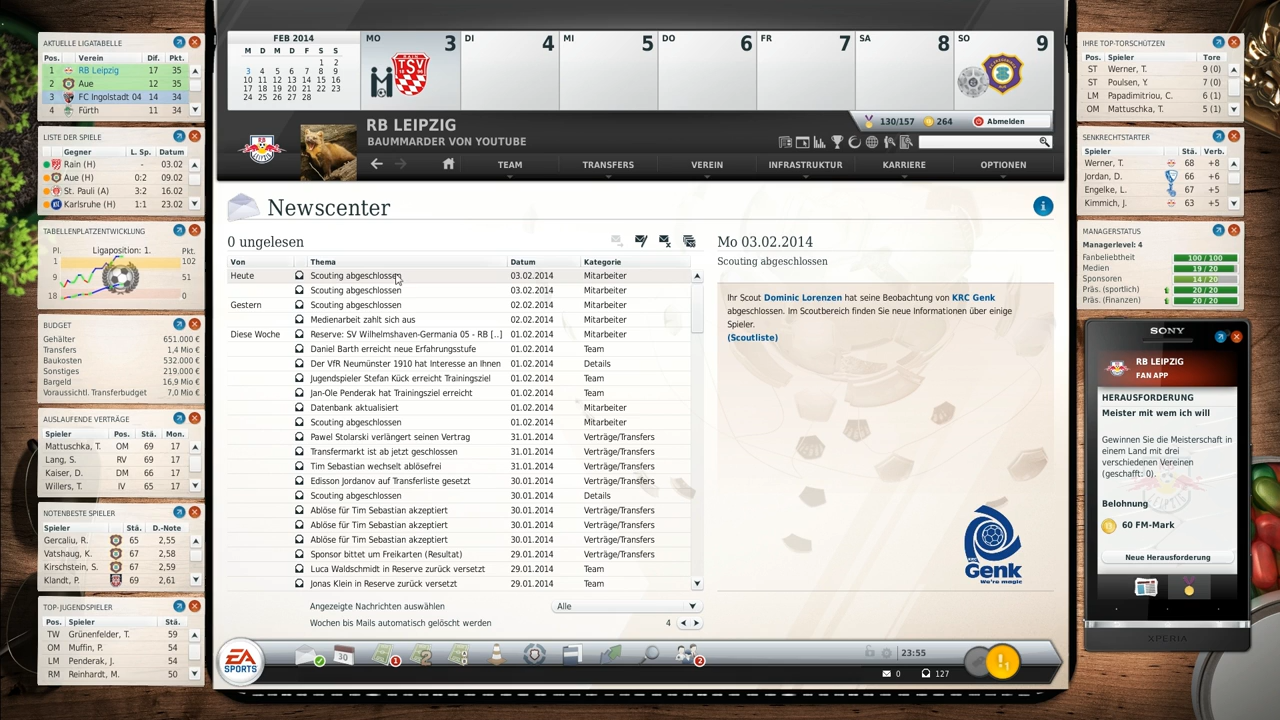 AKTUELLE LIGATABELLE
Pos. Verein Dif. Pkt.
1 RB Leipzig 17 35
2 Aue 12 35
3 FC Ingolstadt 04 14 34
4 Fürth 11 34
LISTE DER SPIELE
Gegner L. Sp. Datum
Rain (H) - 03.02
Aue (H) 0:2 09.02
St. Pauli (A) 3:2 16.02
Karlsruhe (H) 1:1 23.02
TABELLENPLATZENTWICKLUNG
Pl. Ligaposition: 1. Pkt.
1 102
9 51
18 0
BUDGET
Gehälter 651.000 €
Transfers 1,4 Mio €
Baukosten 532.000 €
Sonstiges 219.000 €
Bargeld 16,9 Mio €
Voraussichtl. Transferbudget 7,0 Mio €
AUSLAUFENDE VERTRÄGE
Spieler Pos. Stä. Mon.
Mattuschka, T. OM 69 17
Lang, S. RV 69 17
Kaiser, D. DM 66 17
Willers, T. IV 65 17
NOTENBESTE SPIELER
Spieler Stä. D.-Note
Gercaliu, R. 65 2,55
Vatshaug, K. 67 2,58
Kirschstein, S. 67 2,59
Klandt, P. 69 2,61
TOP-JUGENDSPIELER
Pos. Spieler Stä.
TW Grünenfelder, T. 59
OM Muffin, P. 54
LM Penderak, J. 54
RM Reinhardt, M. 50
FEB 2014
M D M D F S S
1 2
3 4 5 6 7 8 9
10 11 12 13 14 15 16
17 18 19 20 21 22 23
24 25 26 27 28
MO 3
DI 4
MI 5
DO 6
FR 7
SA 8
SO 9
TSV
RB LEIPZIG
BAUMMARDER VON YOUTUBE
130/157 264 Abmelden
TEAM TRANSFERS VEREIN INFRASTRUKTUR KARRIERE OPTIONEN
Newscenter
0 ungelesen
Von Thema Datum Kategorie
Heute Scouting abgeschlossen 03.02.2014 Mitarbeiter
Scouting abgeschlossen 03.02.2014 Mitarbeiter
Gestern Scouting abgeschlossen 02.02.2014 Mitarbeiter
Medienarbeit zahlt sich aus 02.02.2014 Mitarbeiter
Diese Woche Reserve: SV Wilhelmshaven-Germania 05 - RB [..] 01.02.2014 Mitarbeiter
Daniel Barth erreicht neue Erfahrungsstufe 01.02.2014 Team
Der VfR Neumünster 1910 hat Interesse an Ihnen 01.02.2014 Details
Jugendspieler Stefan Kück erreicht Trainingsziel 01.02.2014 Team
Jan-Ole Penderak hat Trainingsziel erreicht 01.02.2014 Team
Datenbank aktualisiert 01.02.2014 Mitarbeiter
Scouting abgeschlossen 01.02.2014 Mitarbeiter
Pawel Stolarski verlängert seinen Vertrag 31.01.2014 Verträge/Transfers
Transfermarkt ist ab jetzt geschlossen 31.01.2014 Verträge/Transfers
Tim Sebastian wechselt ablösefrei 31.01.2014 Verträge/Transfers
Edisson Jordanov auf Transferliste gesetzt 31.01.2014 Verträge/Transfers
Scouting abgeschlossen 30.01.2014 Details
Ablöse für Tim Sebastian akzeptiert 30.01.2014 Verträge/Transfers
Ablöse für Tim Sebastian akzeptiert 30.01.2014 Verträge/Transfers
Ablöse für Tim Sebastian akzeptiert 30.01.2014 Verträge/Transfers
Sponsor bittet um Freikarten (Resultat) 29.01.2014 Verträge/Transfers
Luca Waldschmidt in Reserve zurück versetzt 29.01.2014 Team
Jonas Klein in Reserve zurück versetzt 29.01.2014 Team
Angezeigte Nachrichten auswählen Alle
Wochen bis Mails automatisch gelöscht werden 4
Mo 03.02.2014
Scouting abgeschlossen
Ihr Scout Dominic Lorenzen hat seine Beobachtung von KRC Genk
abgeschlossen. Im Scoutbereich finden Sie neue Informationen über einige
Spieler.
(Scoutliste)
KRC
Genk
We're magic
EA
SPORTS
30
1
2
2
23:55
0 127
IHRE TOP-TORSCHÜTZEN
Pos. Spieler Tore
ST Werner, T. 9 (0)
ST Poulsen, Y. 7 (0)
LM Papadimitriou, C. 6 (1)
OM Mattuschka, T. 5 (1)
SENKRECHTSTARTER
Spieler Stä. Verb.
Werner, T. 68 +8
Jordan, D. 66 +6
Engelke, L. 67 +5
Kimmich, J. 63 +5
MANAGERSTATUS
Managerlevel: 4
Fanbeliebtheit 100 / 100
Medien 19 / 20
Sponsoren 14 / 20
Präs. (sportlich) 20 / 20
Präs. (finanzen) 20 / 20
SONY
RB LEIPZIG
FAN APP
HERAUSFORDERUNG
Meister mit wem ich will
Gewinnen Sie die Meisterschaft in
einem Land mit drei
verschiedenen Vereinen
(geschafft: 0).
Belohnung
60 FM-Mark
Neue Herausforderung
XPERIA